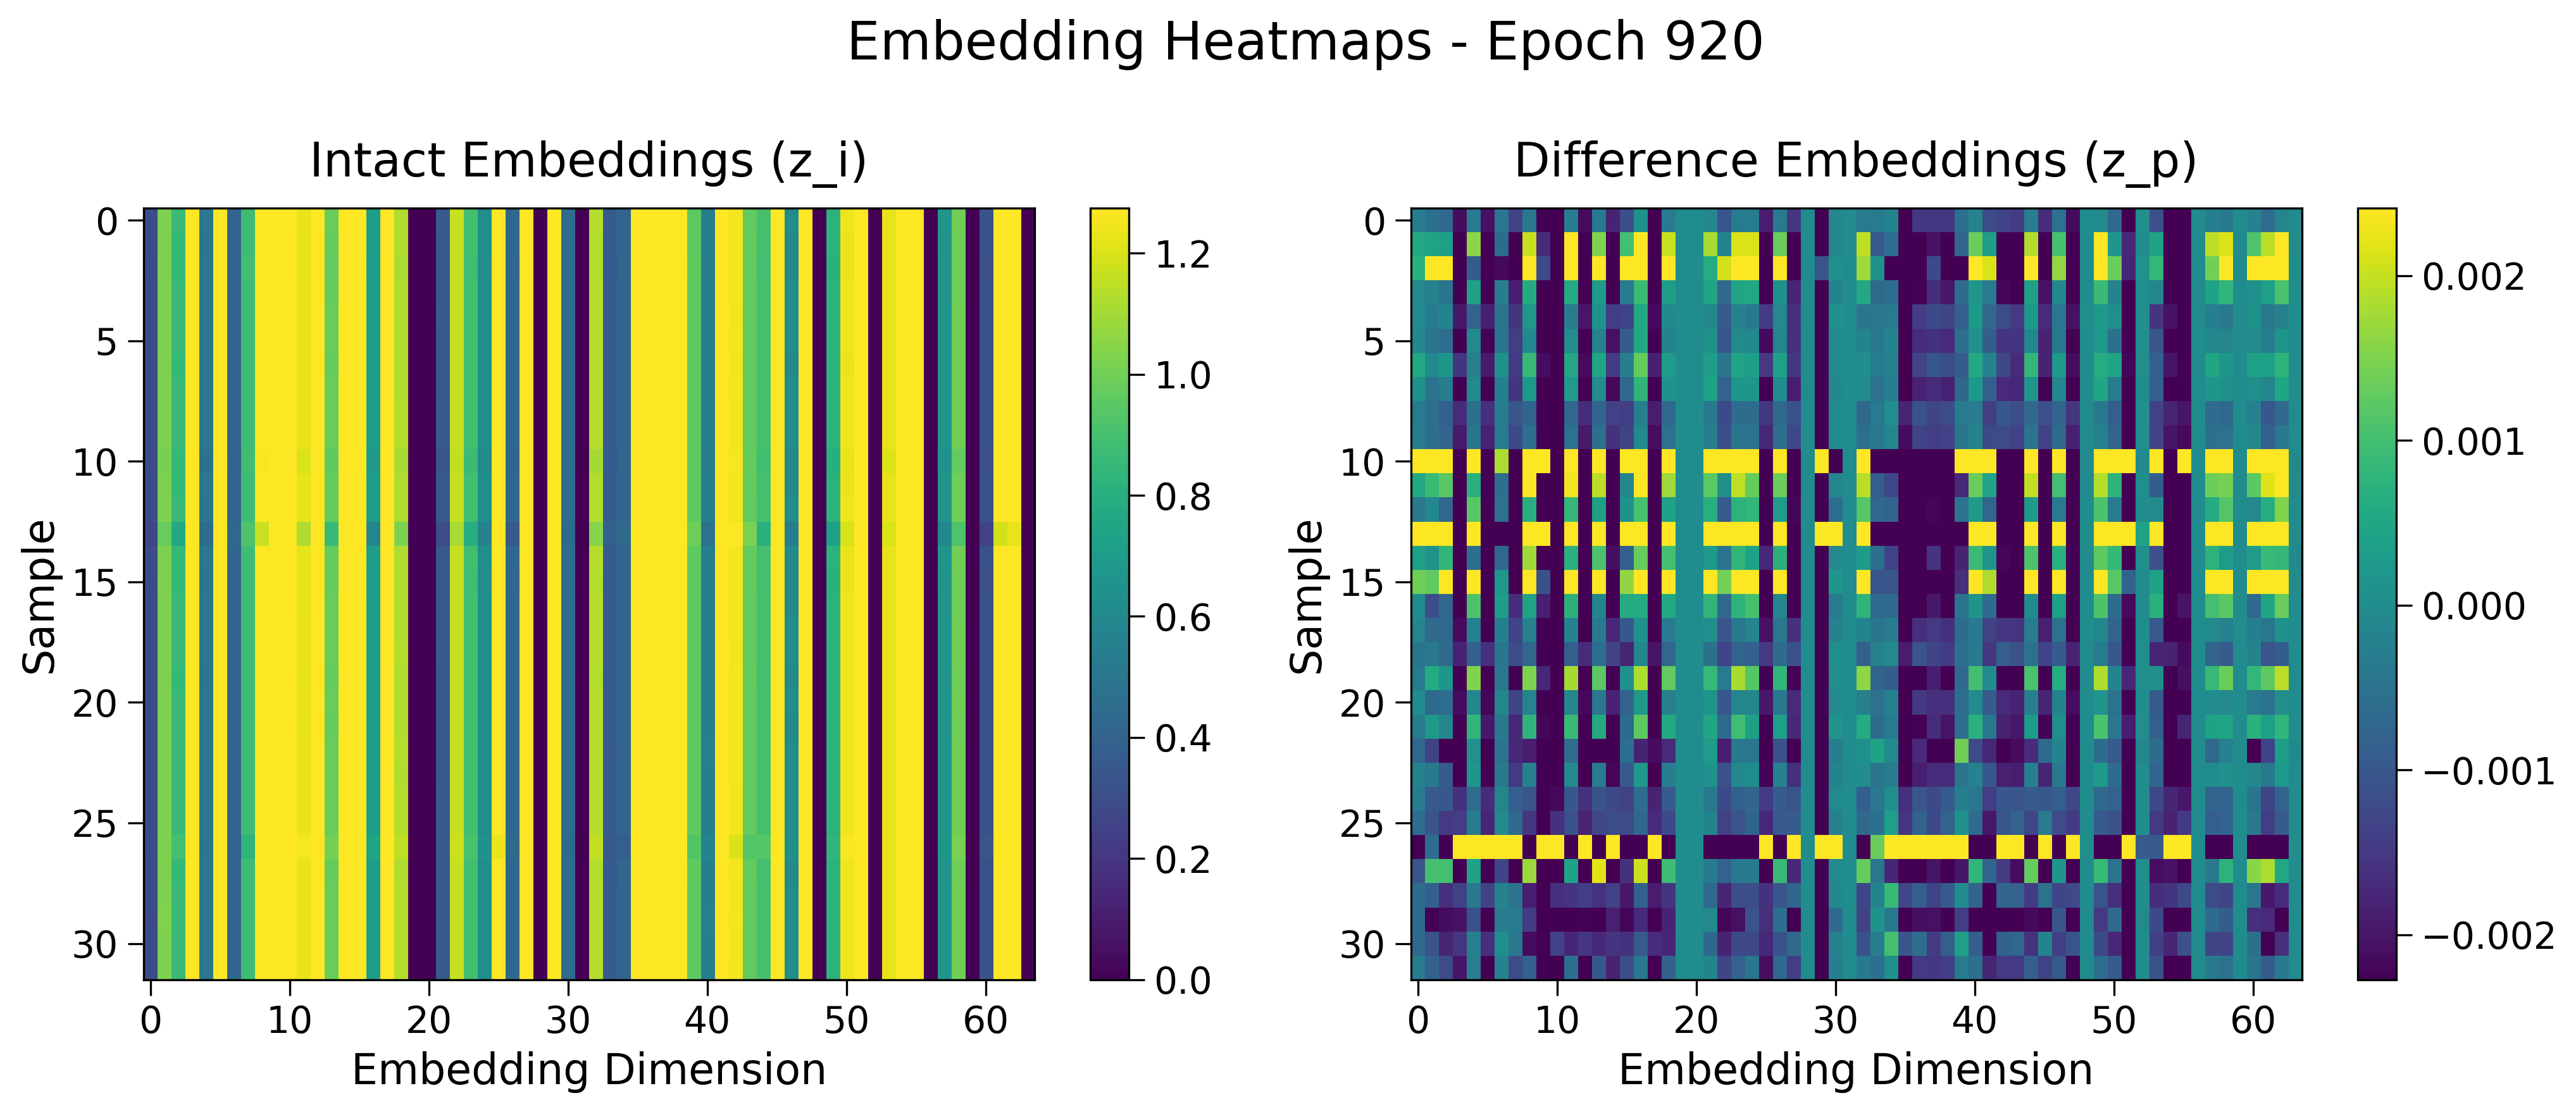 Embedding Heatmaps - Epoch 920
Intact Embeddings (z_i)
0
5
10
15
20
25
30
Sample
0 10 20 30 40 50 60
Embedding Dimension
1.2
1.0
0.8
0.6
0.4
0.2
0.0
Difference Embeddings (z_p)
0
5
10
15
20
25
30
Sample
0 10 20 30 40 50 60
Embedding Dimension
0.002
0.001
0.000
−0.001
−0.002